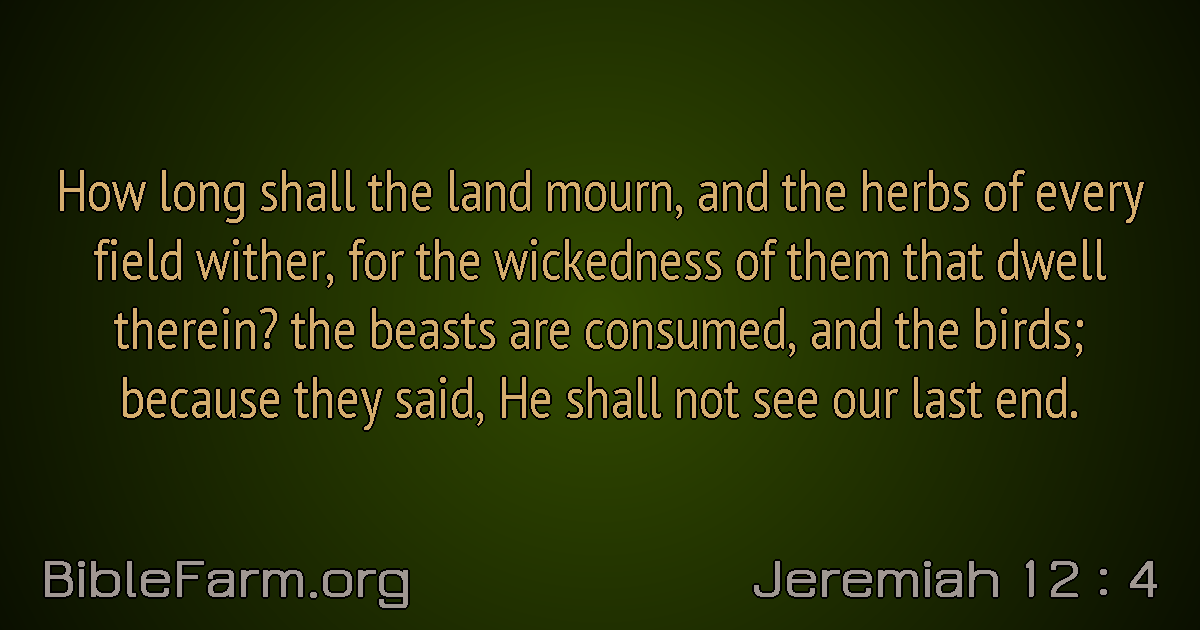 How long shall the land mourn, and the herbs of every
field wither, for the wickedness of them that dwell
therein? the beasts are consumed, and the birds;
because they said, He shall not see our last end.
BibleFarm.org
Jeremiah 12 : 4